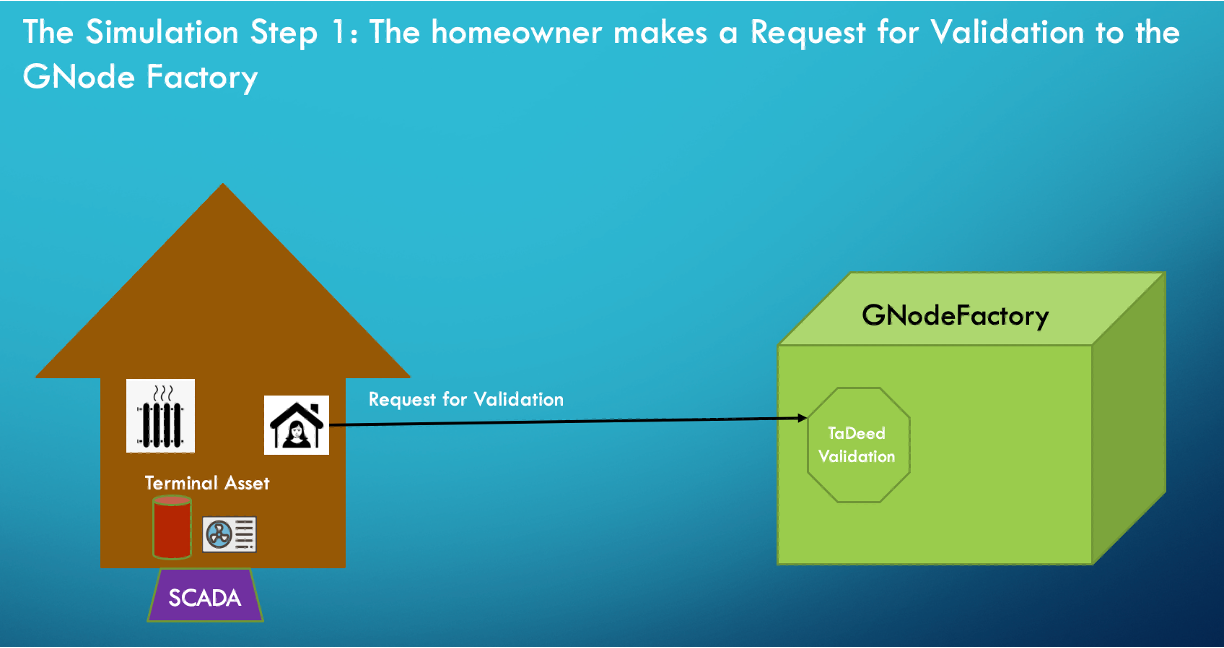 The Simulation Step 1: The homeowner makes a Request for Validation to the
GNode Factory
GNodeFactory
Request for Validation
TaDeed
Validation
Terminal Asset
SCADA